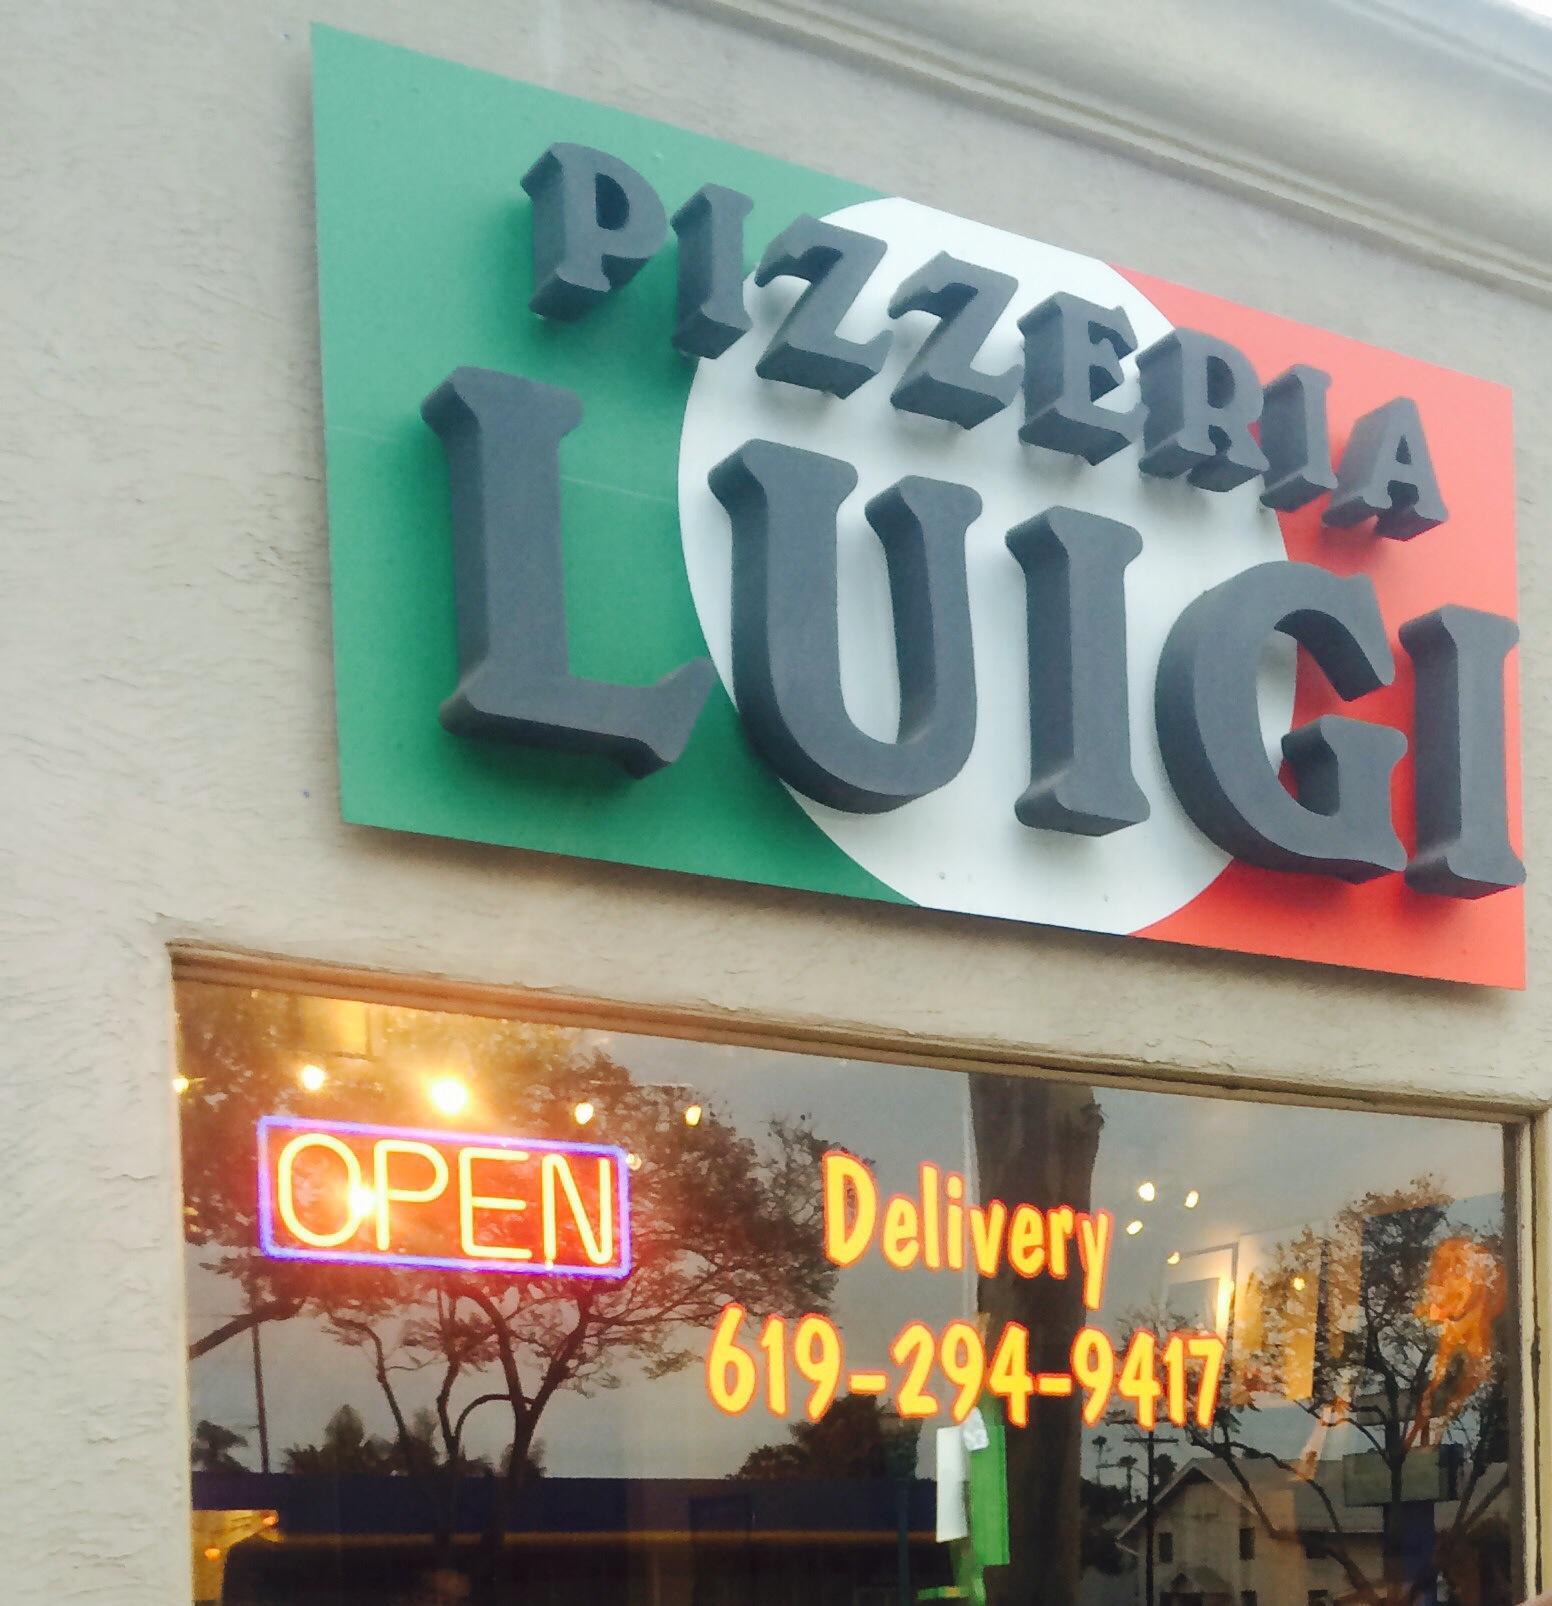 PIZZERIA
LUIGI
OPEN
Delivery
619-294-9417